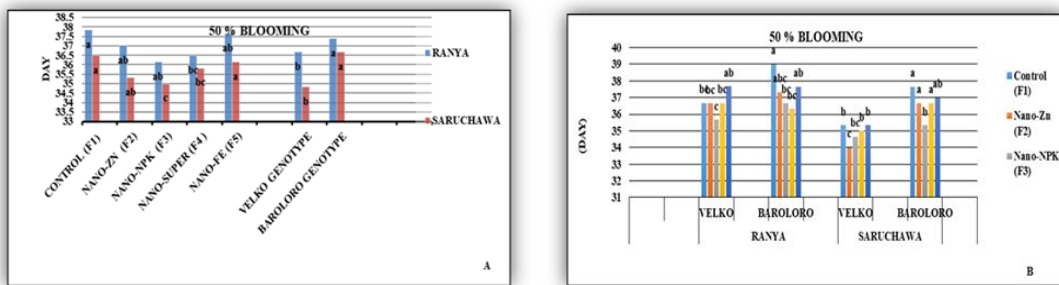 50 % BLOOMING
DAY
38.5
37.5
36.5
35.5
34.5
33.5
38
37
36
35
34
33
a
a
ab
ab
ab
c
bc
bc
ab
a
b
b
a
a
RANYA
SARUCHAWA
CONTROL (F1)
NANO-ZN (F2)
NANO-NPK (F3)
NANO-SUPER (F4)
NANO-FE (F5)
VELKO GENOTYPE
BAROLORO GENOTYPE
A
50 % BLOOMING
(DAY)
40
39
38
37
36
35
34
33
32
31
bc
bc
c
bc
ab
a
abc
bc
bc
ab
b
c
bc
b
b
a
a
b
a
ab
Control
(F1)
Nano-Zn
(F2)
Nano-NPK
(F3)
VELKO
BAROLORO
VELKO
BAROLORO
RANYA
SARUCHAWA
B